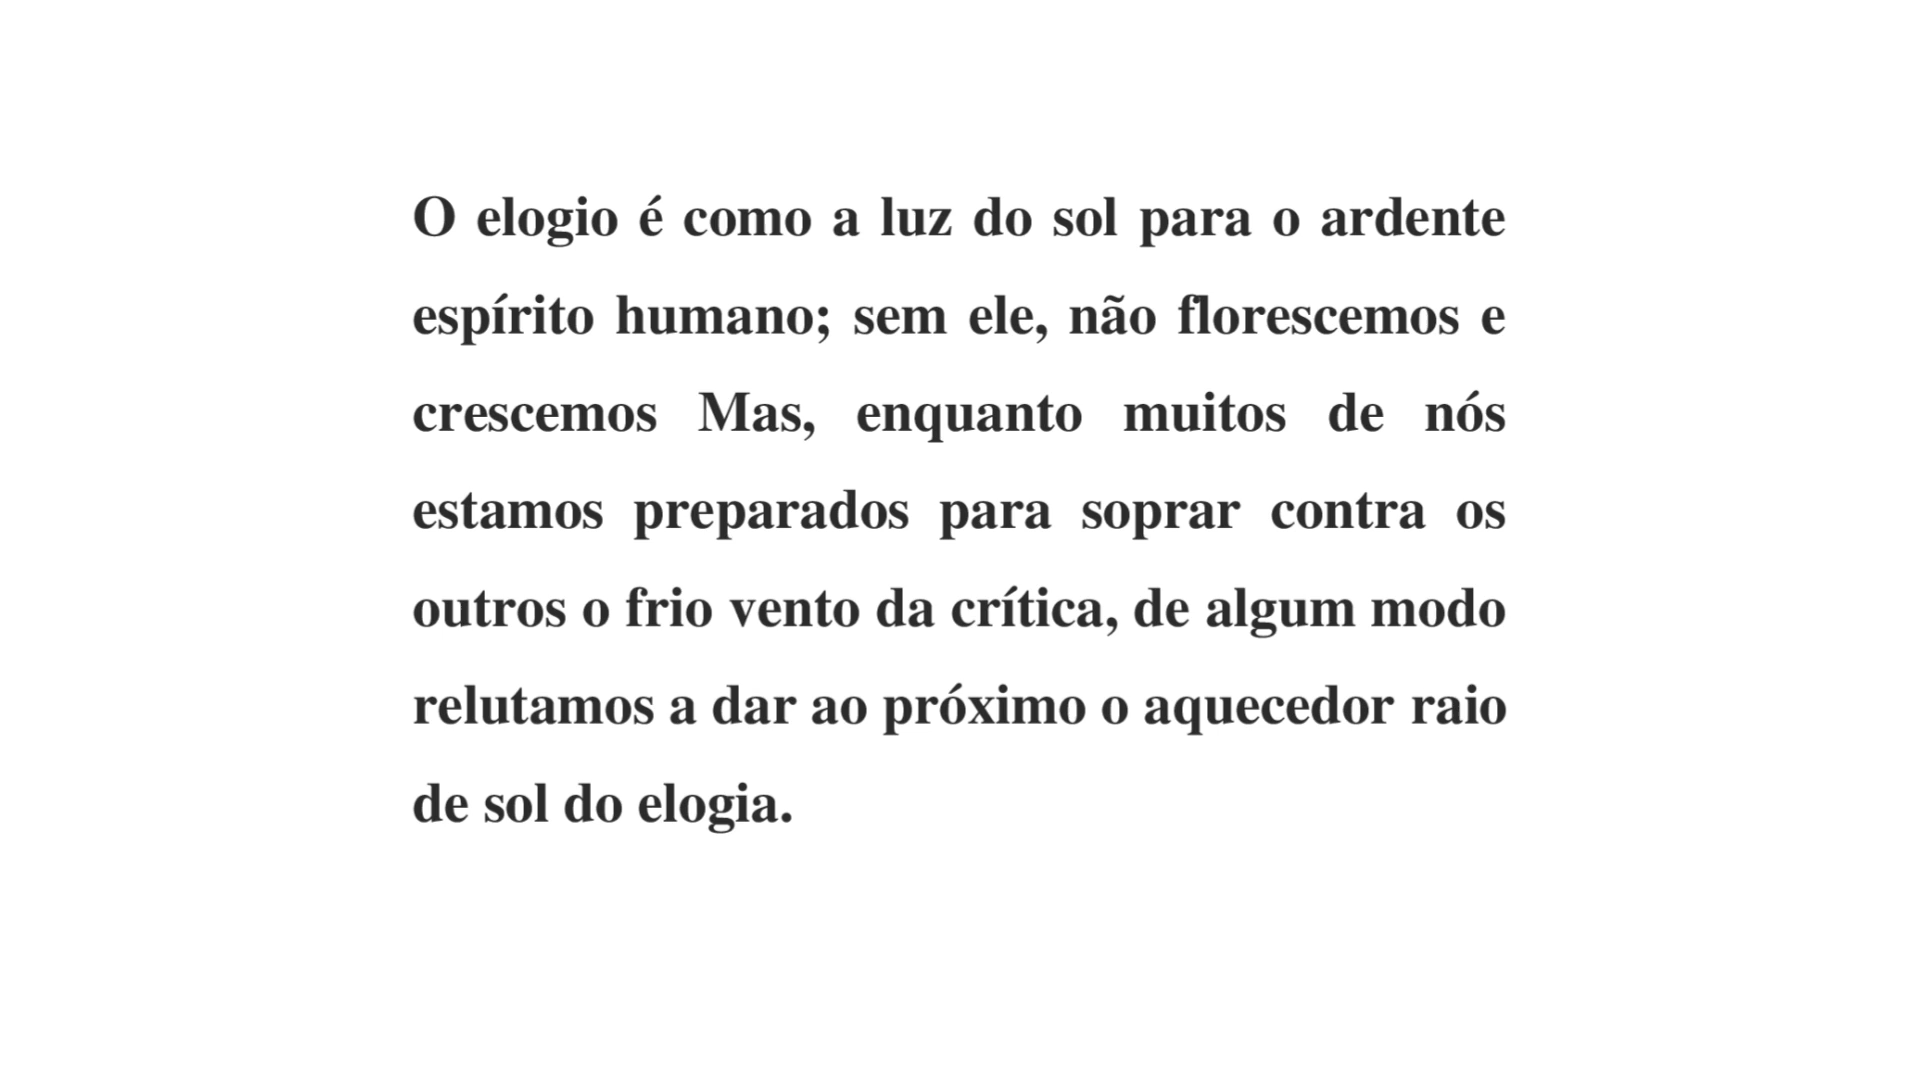 O elogio é como a luz do sol para o ardente
espírito humano; sem ele, não florescemos e
crescemos Mas, enquanto muitos de nós
estamos preparados para soprar contra os
outros o frio vento da crítica, de algum modo
relutamos a dar ao próximo o aquecedor raio
de sol do elogia.